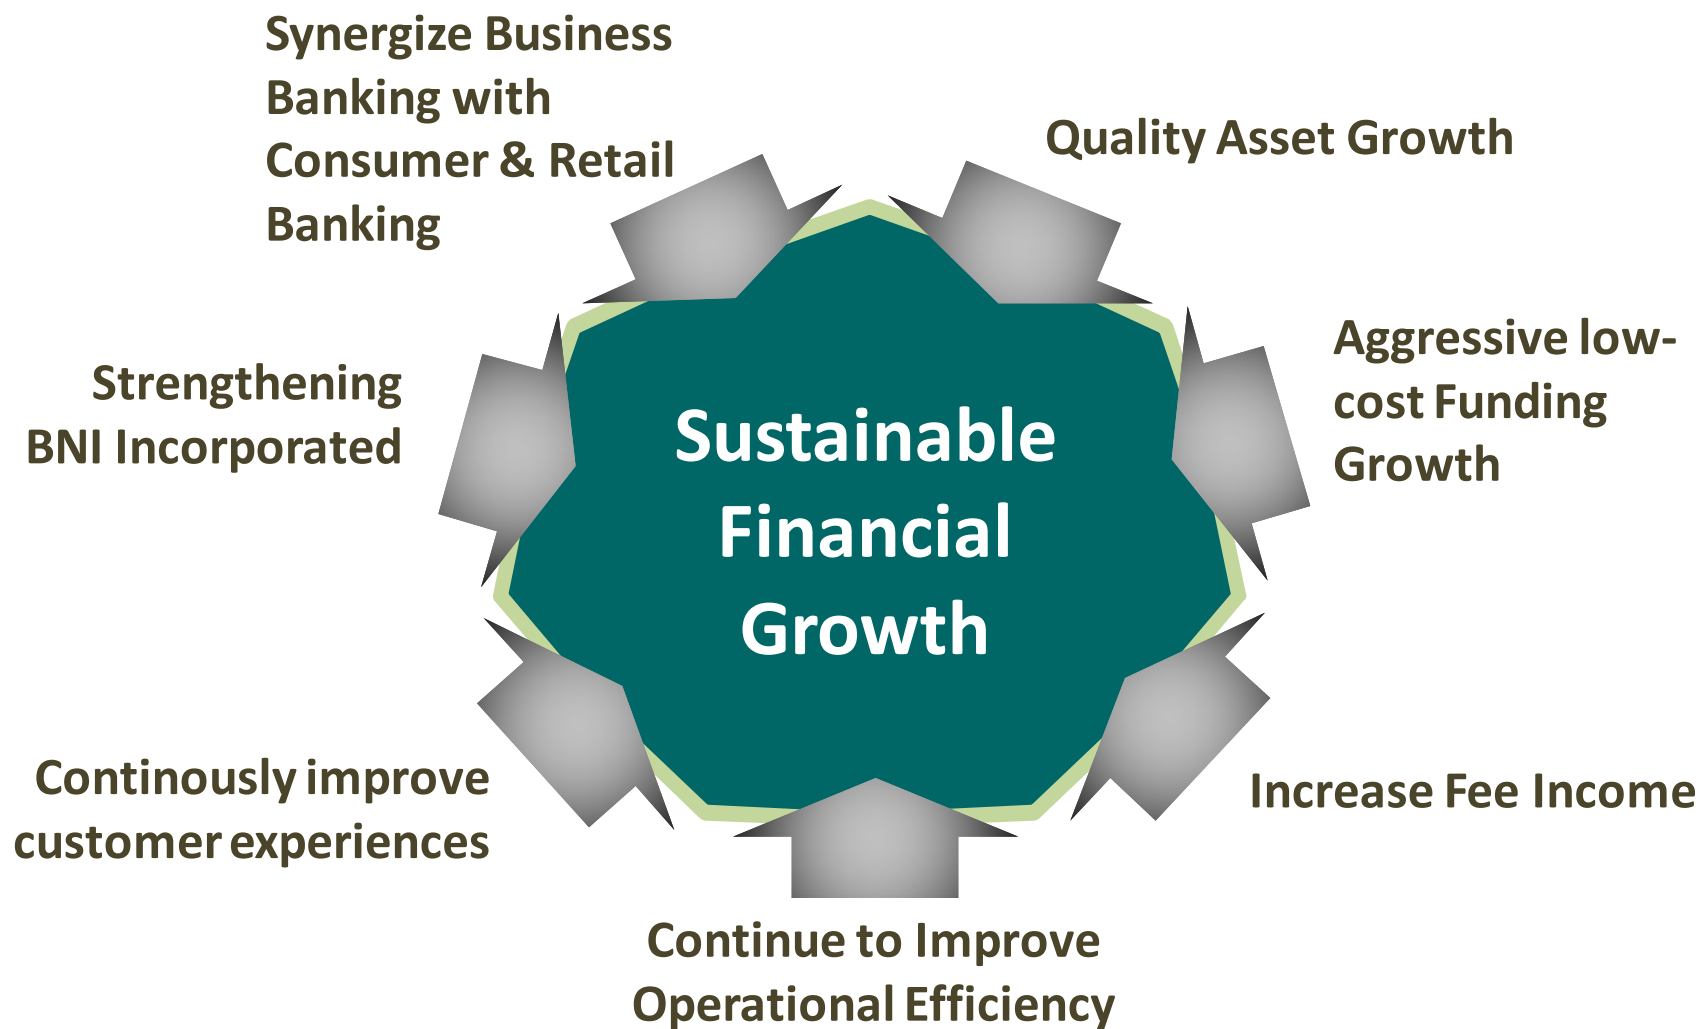 Synergize Business
Banking with
Consumer & Retail
Banking
Quality Asset Growth
Aggressive low-
cost Funding
Growth
Strengthening
BNI Incorporated
Sustainable
Financial
Growth
Continously improve
customer experiences
Increase Fee Income
Continue to Improve
Operational Efficiency